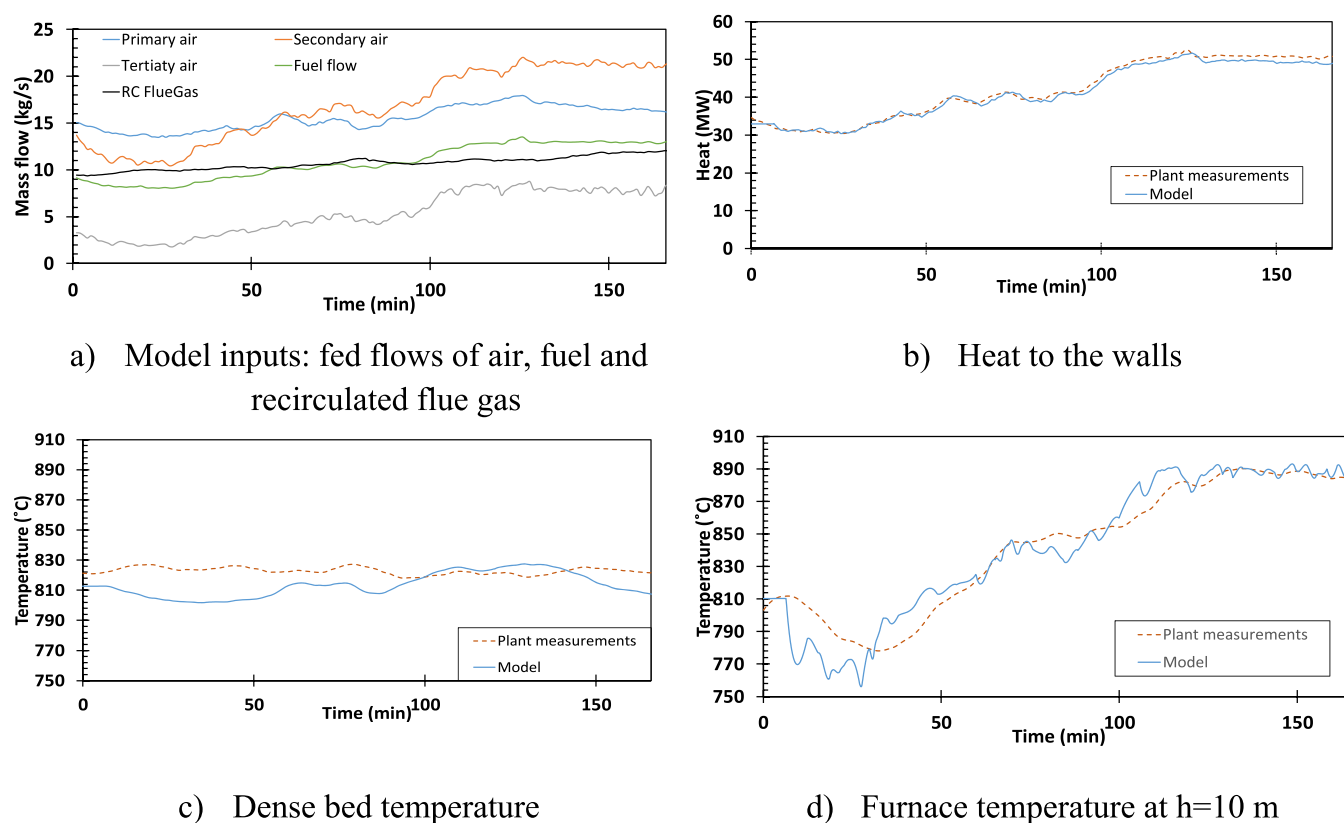 25
20
15
10
5
0
Mass flow (kg/s)
Primary air
Secondary air
Tertiaty air
Fuel flow
RC FlueGas
0 50 100 150
Time (min)
a) Model inputs: fed flows of air, fuel and
recirculated flue gas
60
50
40
30
20
10
0
Heat (MW)
Plant measurements
Model
0 50 100 150
Time (min)
b) Heat to the walls
910
890
870
850
830
810
790
770
750
Temperature (˚C)
Plant measurements
Model
0 50 100 150
Time (min)
c) Dense bed temperature
910
890
870
850
830
810
790
770
750
Temperature (˚C)
Plant measurements
Model
0 50 100 150
Time (min)
d) Furnace temperature at h=10 m